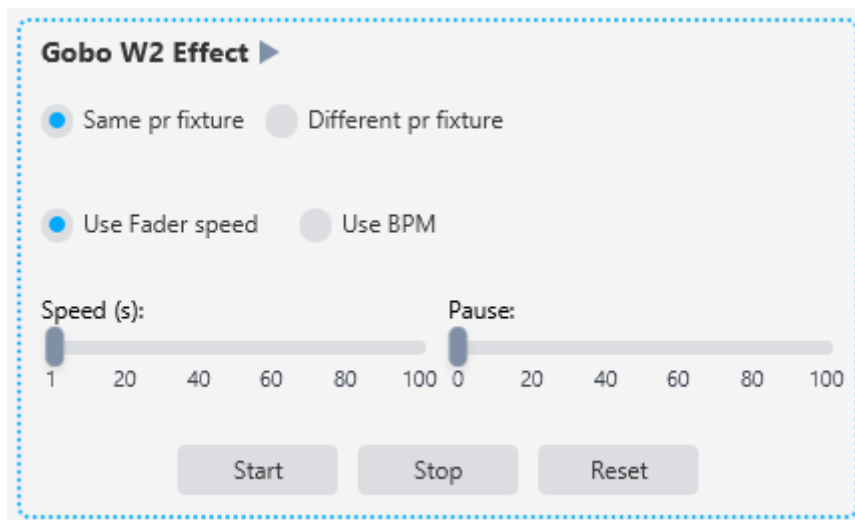 Gobo W2 Effect
Same pr fixture Different pr fixture
Use Fader speed Use BPM
Speed (s): Pause:
1 20 40 60 80 100 0 20 40 60 80 100
Start Stop Reset